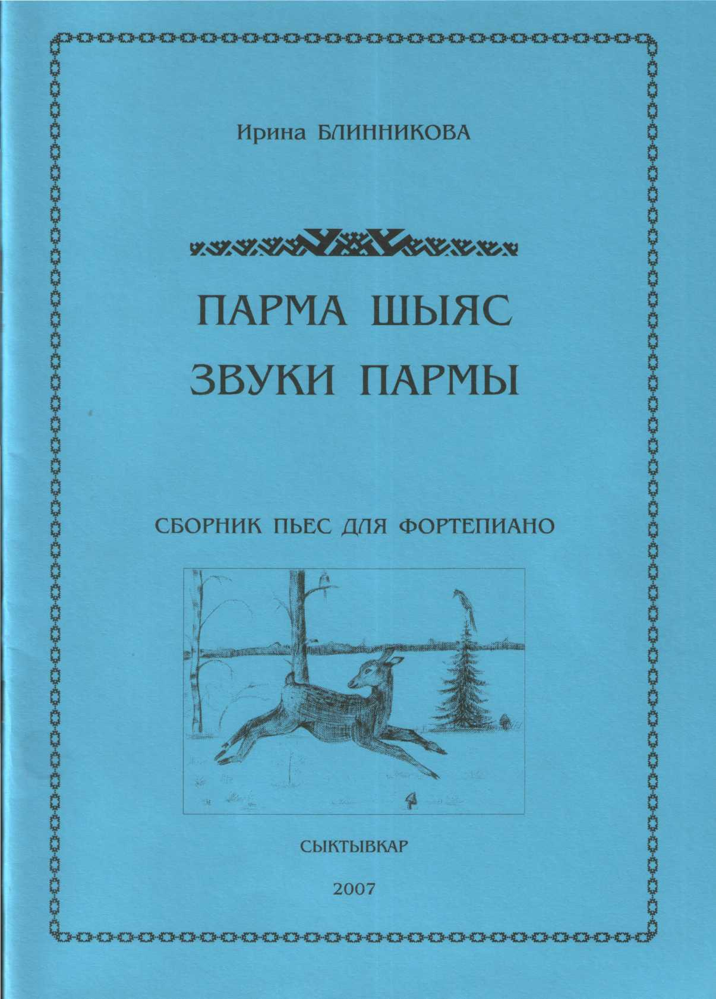 Ирина БЛИННИКОВА
ПАРМА ШЫЯС
ЗВУКИ ПАРМЫ
СБОРНИК ПЬЕС ДЛЯ ФОРТЕПИАНО
СЫКТЫВКАР
2007